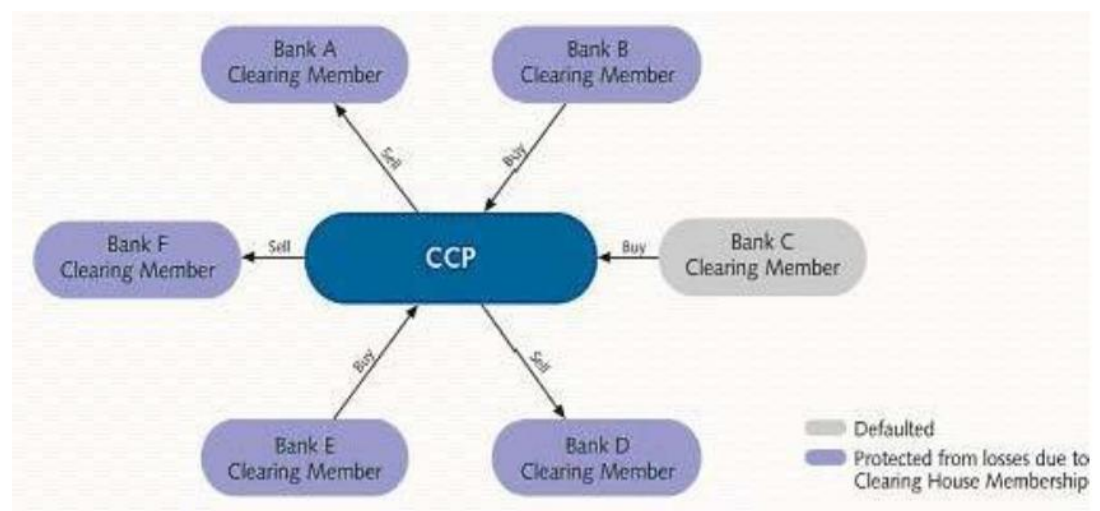 Bank A
Clearing Member
Bank B
Clearing Member
Sell
Buy
Bank F
Clearing Member
Sell
CCP
Buy
Bank C
Clearing Member
Buy
Sell
Bank E
Clearing Member
Bank D
Clearing Member
Defaulted
Protected from losses due to
Clearing House Membership